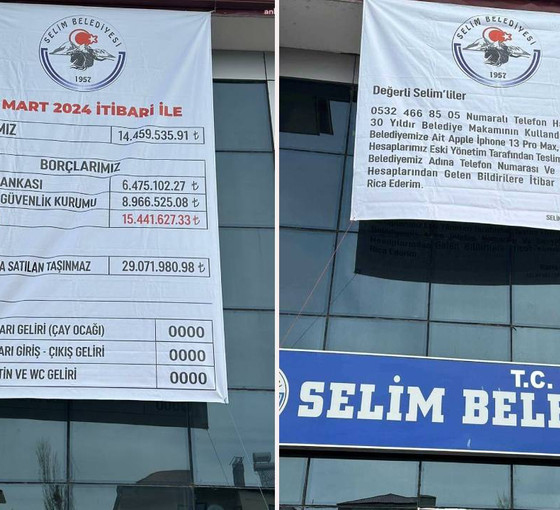 SELİM BELEDİYESİ
1957
MART 2024 İTİBARİ İLE
MIZ 14.459.535.91 ₺
BORÇLARIMIZ
ANKASI 6.475.102.27 ₺
GÜVENLİK KURUMU 8.966.525.08 ₺
15.441.627.33 ₺
A SATILAN TAŞINMAZ 29.071.980.98 ₺
ARI GELİRİ (ÇAY OCAĞI) 0000
ARI GİRİŞ - ÇIKIŞ GELİRİ 0000
TİN VE WC GELİRİ 0000
SELİM BELEDİYESİ
1957
Değerli Selim'liler
0532 466 85 05 Numaralı Telefon Ha
30 Yıldır Belediye Makamının Kulland
Belediyemize Ait Apple İphone 13 Pro Max,
Hesaplarımız Eski Yönetim Tarafından Teslin
Belediyemiz Adına Telefon Numarası Ve
Hesaplarından Gelen Bildirilere İtibar
Rica Ederim.
SELİ
T.C.
SELİM BELE